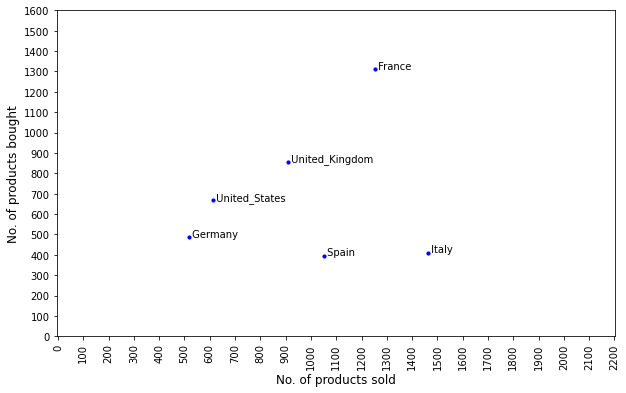 1600
1500
1400
1300
1200
1100
1000
900
800
700
600
500
400
300
200
100
0
No. of products bought
France
United_Kingdom
United_States
Germany
Spain
Italy
0 100 200 300 400 500 600 700 800 900 1000 1100 1200 1300 1400 1500 1600 1700 1800 1900 2000 2100 2200
No. of products sold